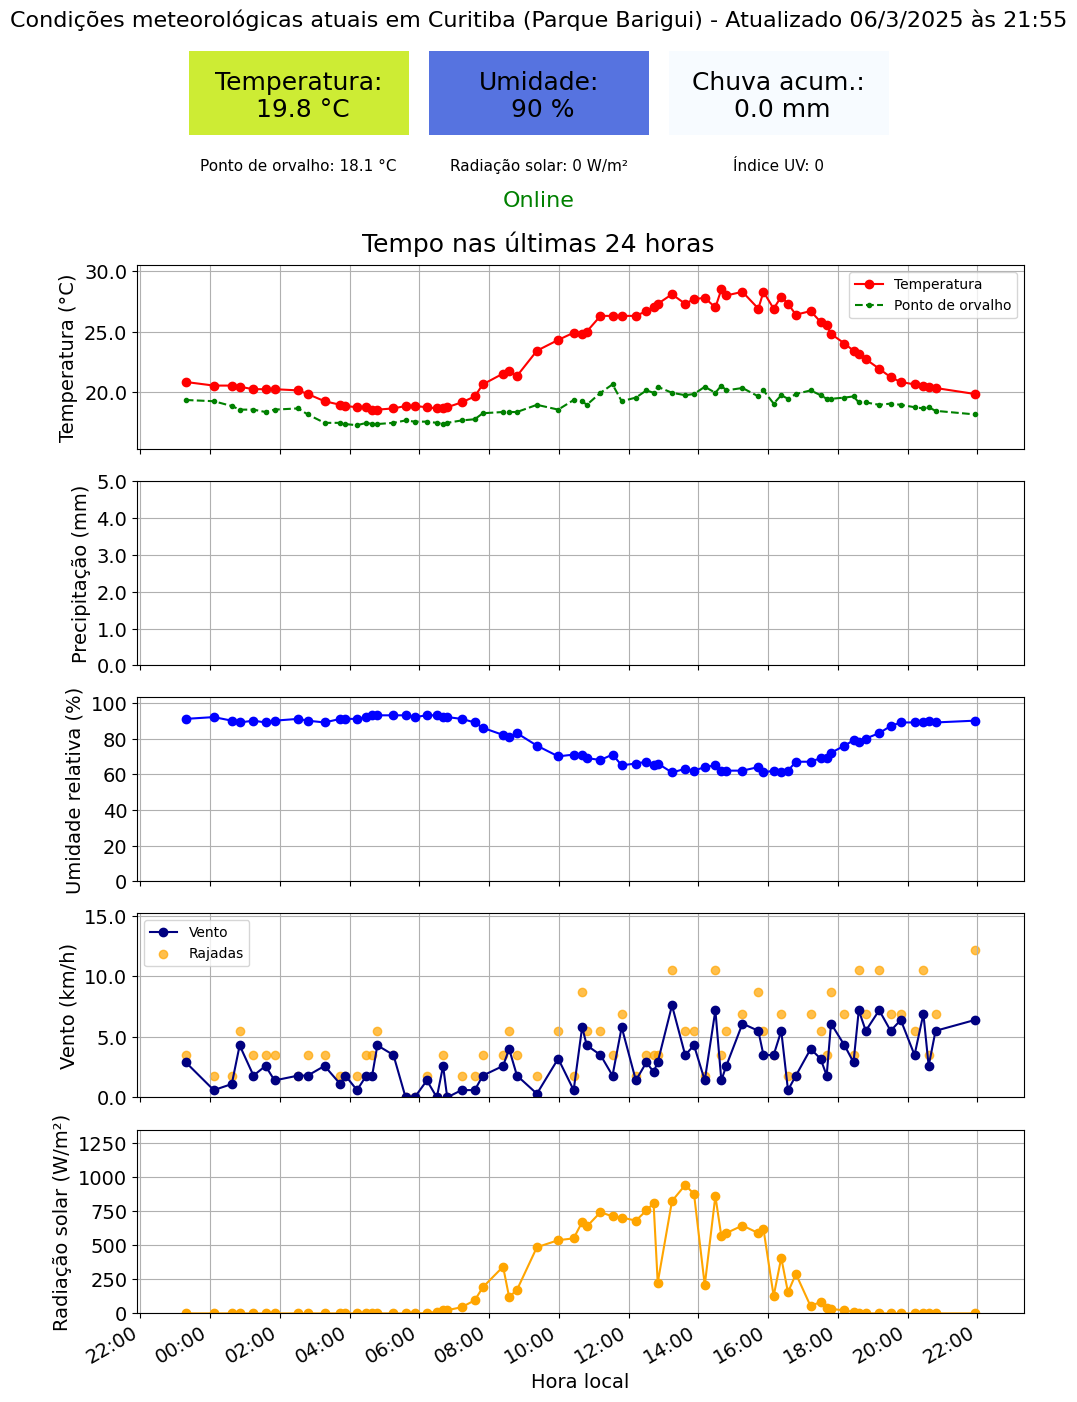 Condições meteorológicas atuais em Curitiba (Parque Barigui) - Atualizado 06/3/2025 às 21:55
Temperatura:
19.8 °C
Umidade:
90 %
Chuva acum.:
0.0 mm
Ponto de orvalho: 18.1 °C
Radiação solar: 0 W/m²
Índice UV: 0
Online
Tempo nas últimas 24 horas
Temperatura (°C)
30.0
25.0
20.0
Temperatura
Ponto de orvalho
Precipitação (mm)
5.0
4.0
3.0
2.0
1.0
0.0
Umidade relativa (%)
100
80
60
40
20
0
Vento (km/h)
15.0
10.0
5.0
0.0
Vento
Rajadas
Radiação solar (W/m²)
1250
1000
750
500
250
0
22:00
00:00
02:00
04:00
06:00
08:00
10:00
12:00
14:00
16:00
18:00
20:00
22:00
Hora local